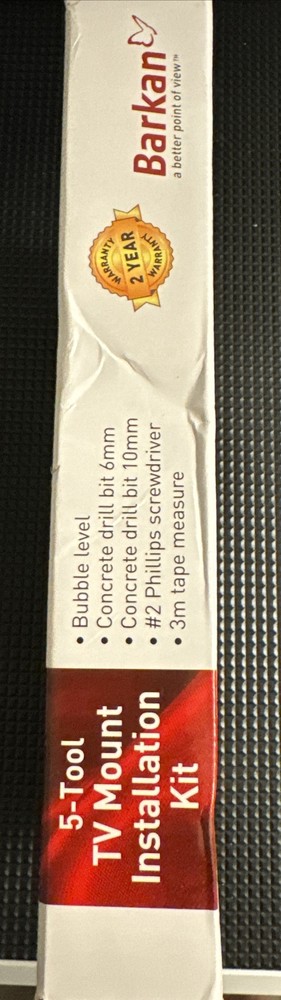 5-Tool
TV Mount
Installation
Kit
• Bubble level
• Concrete drill bit 6mm
• Concrete drill bit 10mm
• #2 Phillips screwdriver
• 3m tape measure
WARRANTY
2 YEAR
WARRANTY
Barkan
a better point of view™